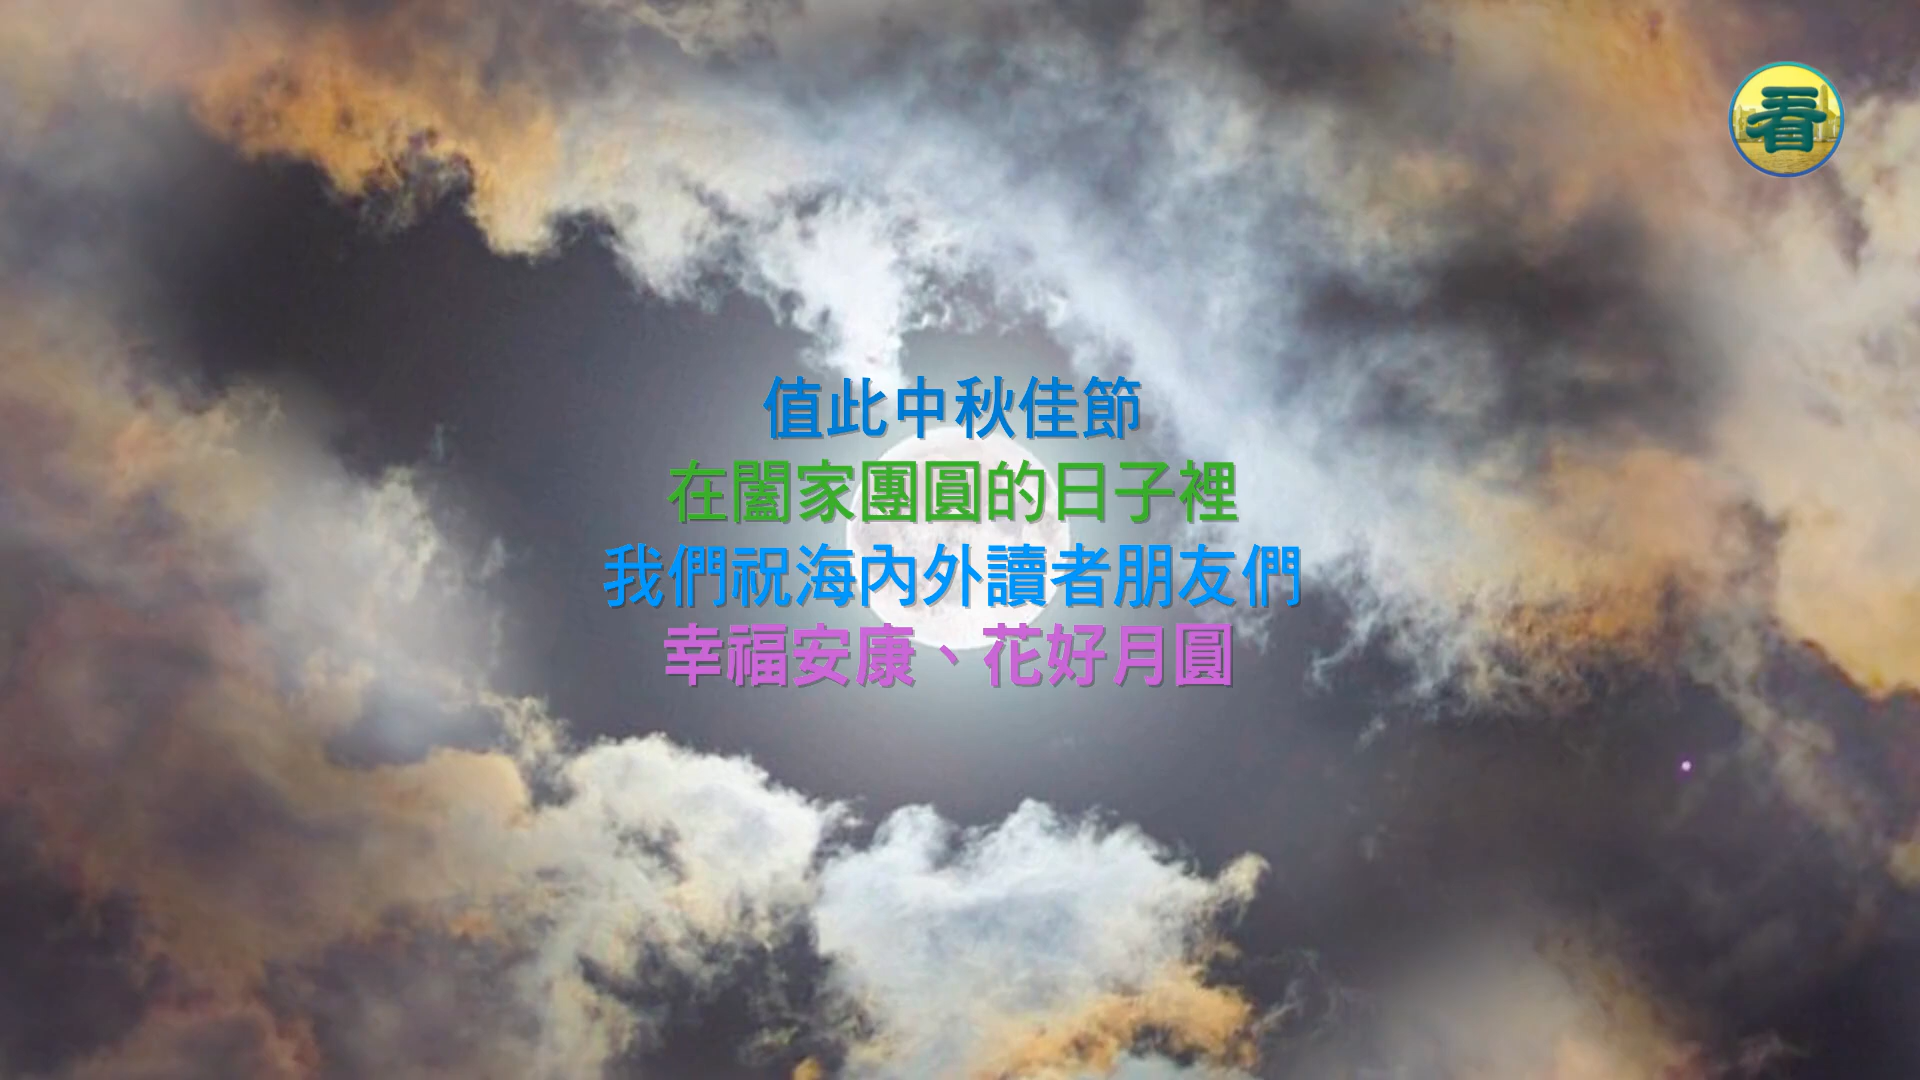 看
值此中秋佳節
在闔家團圓的日子裡
我們祝海內外讀者朋友們
幸福安康、花好月圓